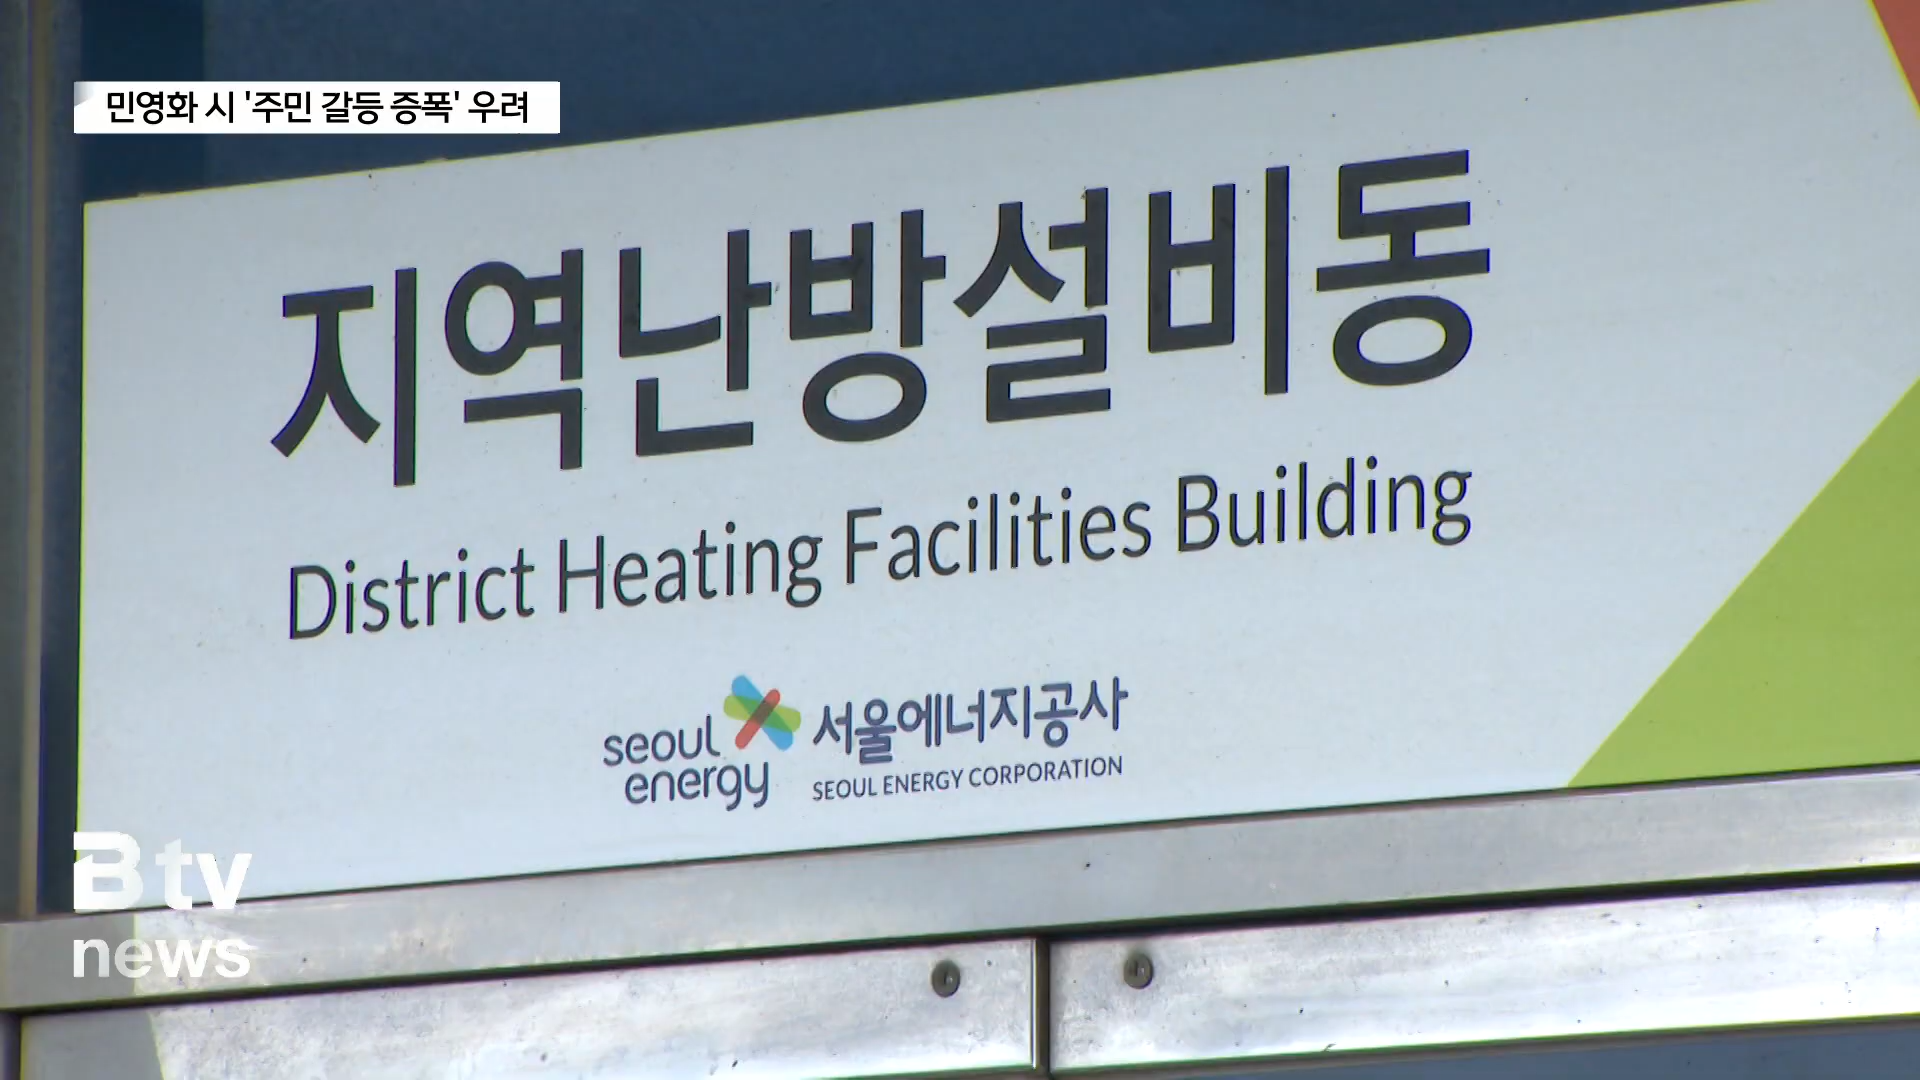 민영화 시 '주민 갈등 증폭' 우려
지역난방설비동
District Heating Facilities Building
seoul
energy
서울에너지공사
SEOUL ENERGY CORPORATION
B tv
news